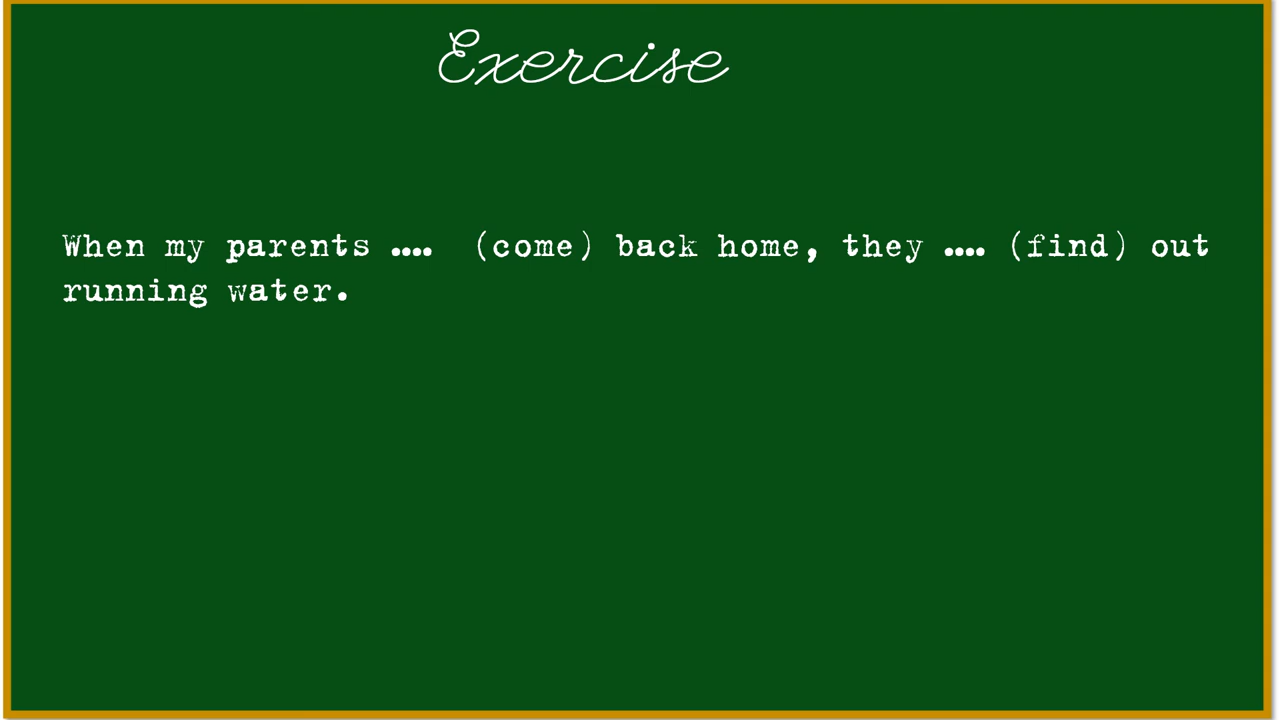 Exercise
When my parents .... (come) back home, they .... (find) out
running water.